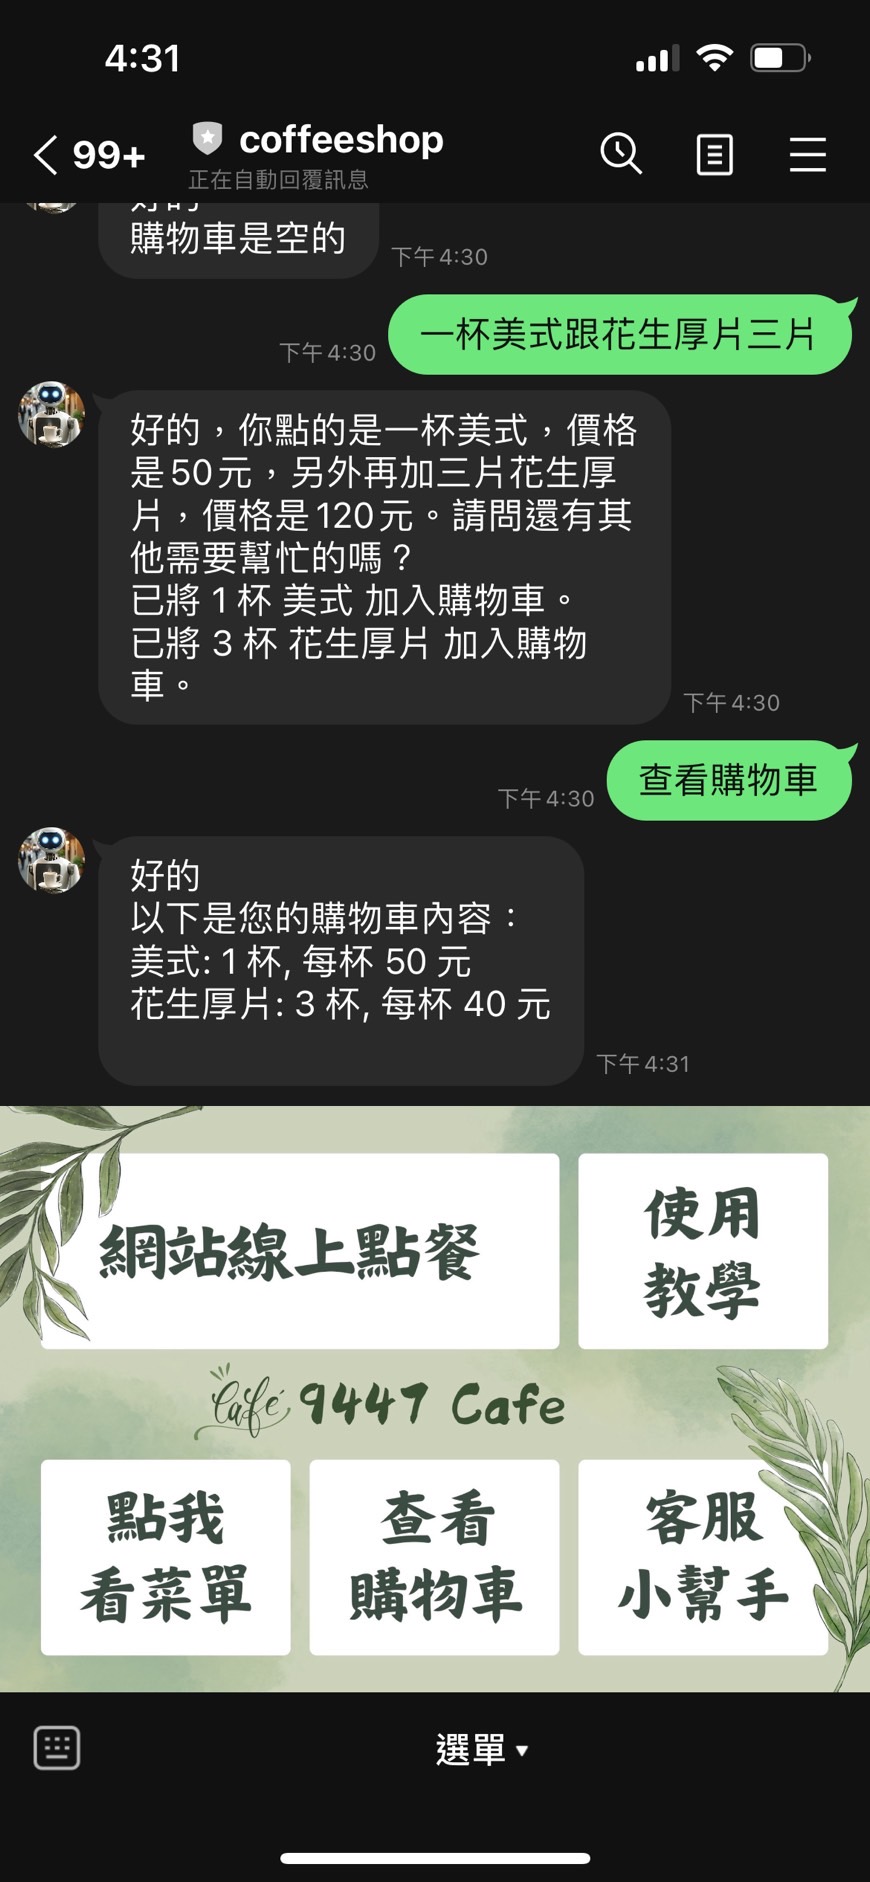 4:31
99+
coffeeshop
正在自動回覆訊息
好的
購物車是空的
下午4:30
一杯美式跟花生厚片三片
下午4:30
好的，你點的是一杯美式，價格
是50元，另外再加三片花生厚
片，價格是120元。請問還有其
他需要幫忙的嗎？
已將 1 杯 美式 加入購物車。
已將 3 杯 花生厚片 加入購物
車。
下午4:30
查看購物車
下午4:30
好的
以下是您的購物車內容：
美式: 1 杯, 每杯 50 元
花生厚片: 3 杯, 每杯 40 元
下午4:31
網站線上點餐
使用
教學
Café 9447 Cafe
點我
看菜單
查看
購物車
客服
小幫手
選單